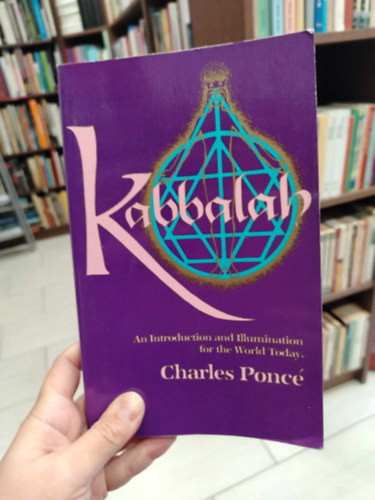 Kabbalah
An Introduction and Illumination
for the World Today.
Charles Poncé